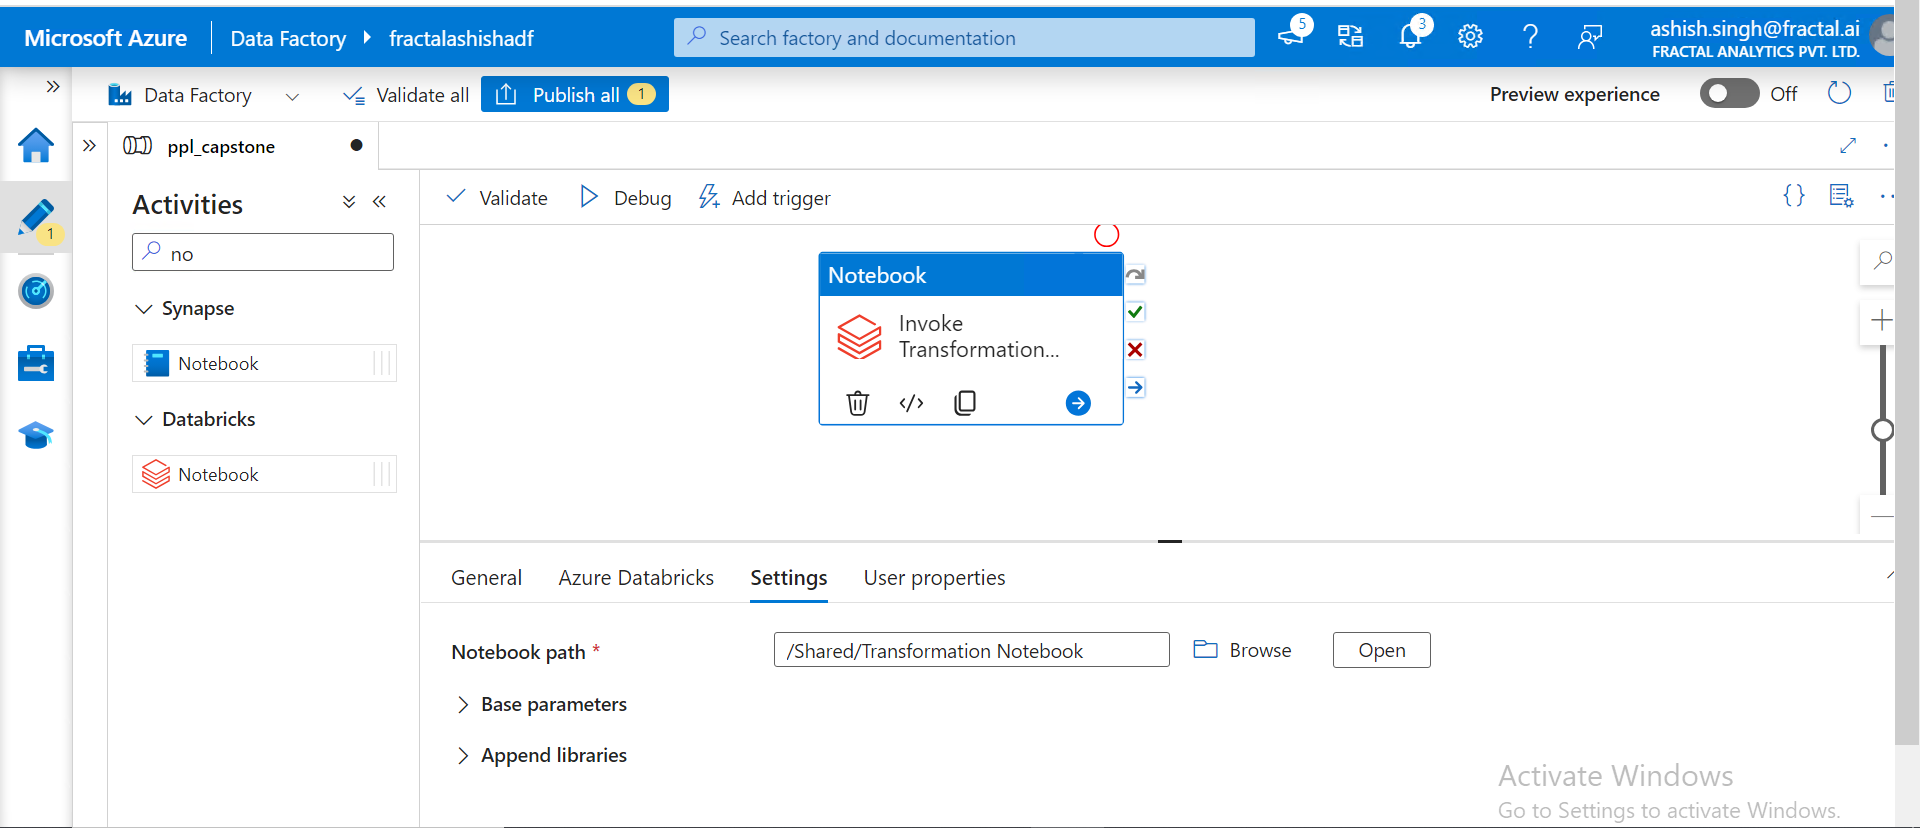 Microsoft Azure
Data Factory
fractalashishadf
Search factory and documentation
5
3
ashish.singh@fractal.ai
FRACTAL ANALYTICS PVT. LTD.
Data Factory
Validate all
Publish all 1
Preview experience
Off
ppl_capstone
Activities
1
no
Synapse
Notebook
Databricks
Notebook
Validate
Debug
Add trigger
Notebook
Invoke
Transformation...
General
Azure Databricks
Settings
User properties
Notebook path *
/Shared/Transformation Notebook
Browse
Open
Base parameters
Append libraries
Activate Windows
Go to Settings to activate Windows.